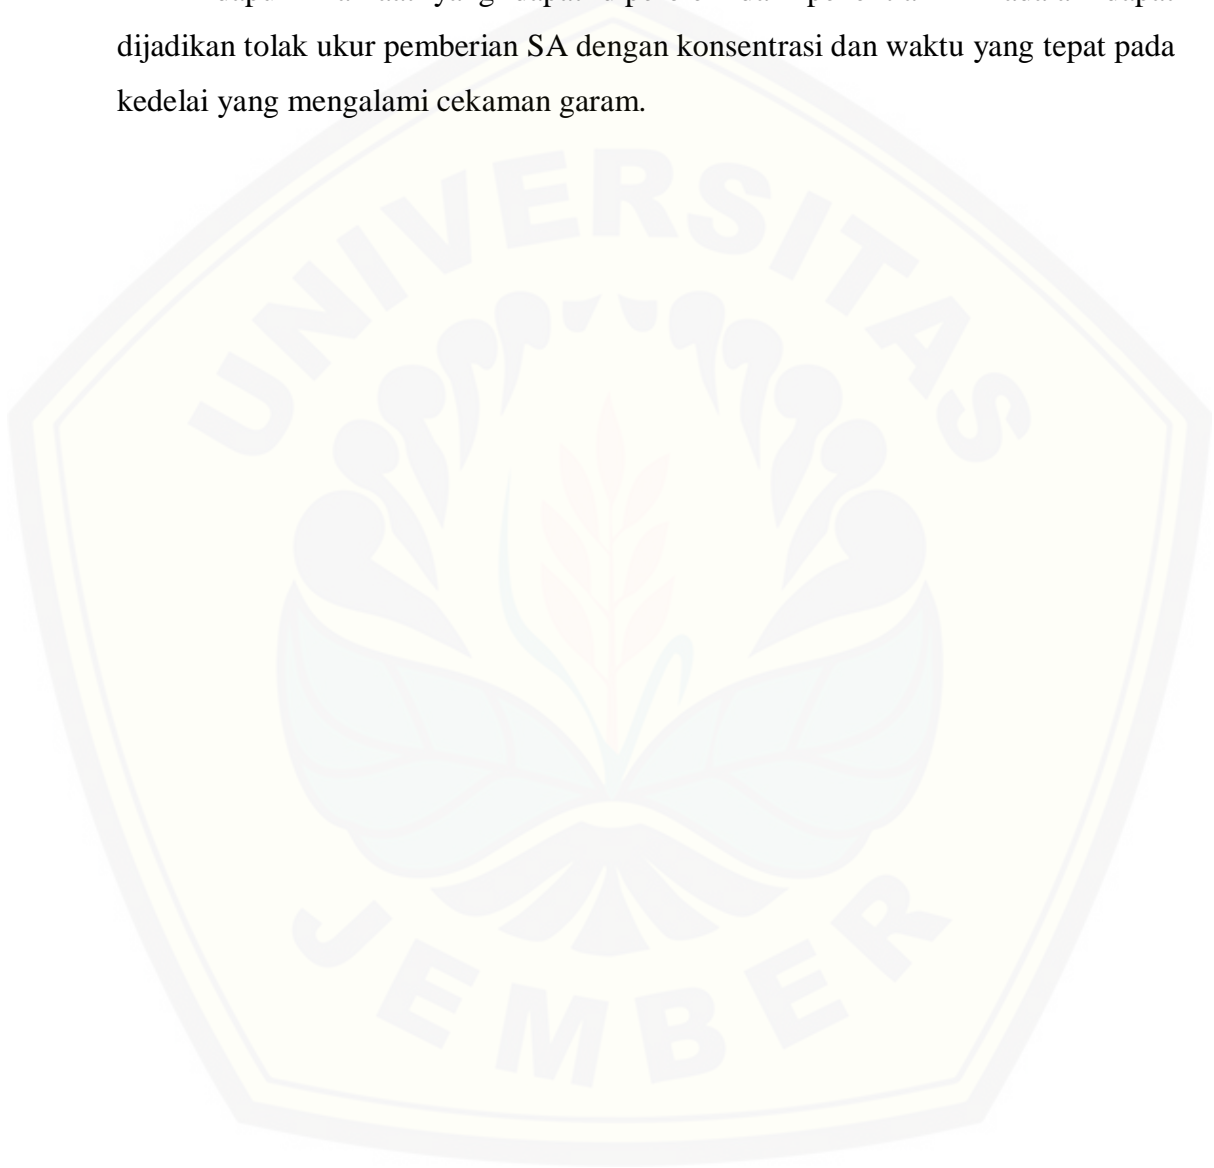 dijadikan tolak ukur pemberian SA dengan konsentrasi dan waktu yang tepat pada
kedelai yang mengalami cekaman garam.
UNIVERSITAS
JEMBER